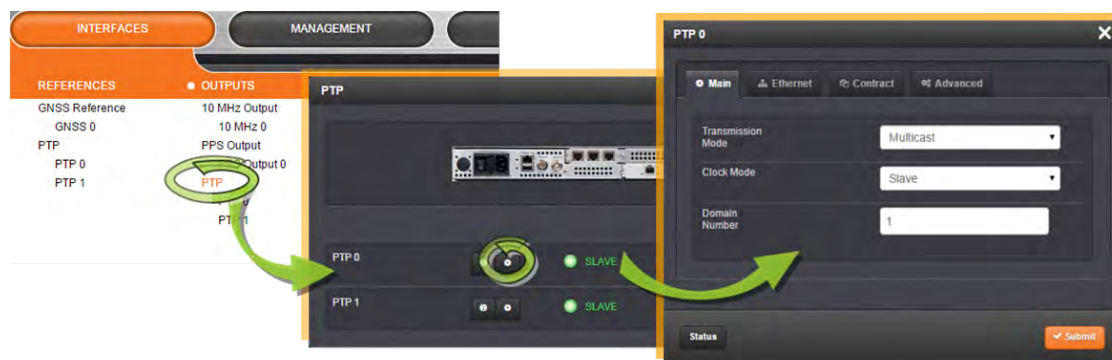 INTERFACES
MANAGEMENT
REFERENCES
OUTPUTS
GNSS Reference
GNSS 0
PTP
PTP 0
PTP 1
10 MHz Output
10 MHz 0
PPS Output
Output 0
PTP
PTP
PTP 0
PTP 1
SLAVE
SLAVE
PTP 0
Main
Ethernet
Contract
Advanced
Transmission
Mode
Multicast
Clock Mode
Slave
Domain
Number
1
Status
Submit